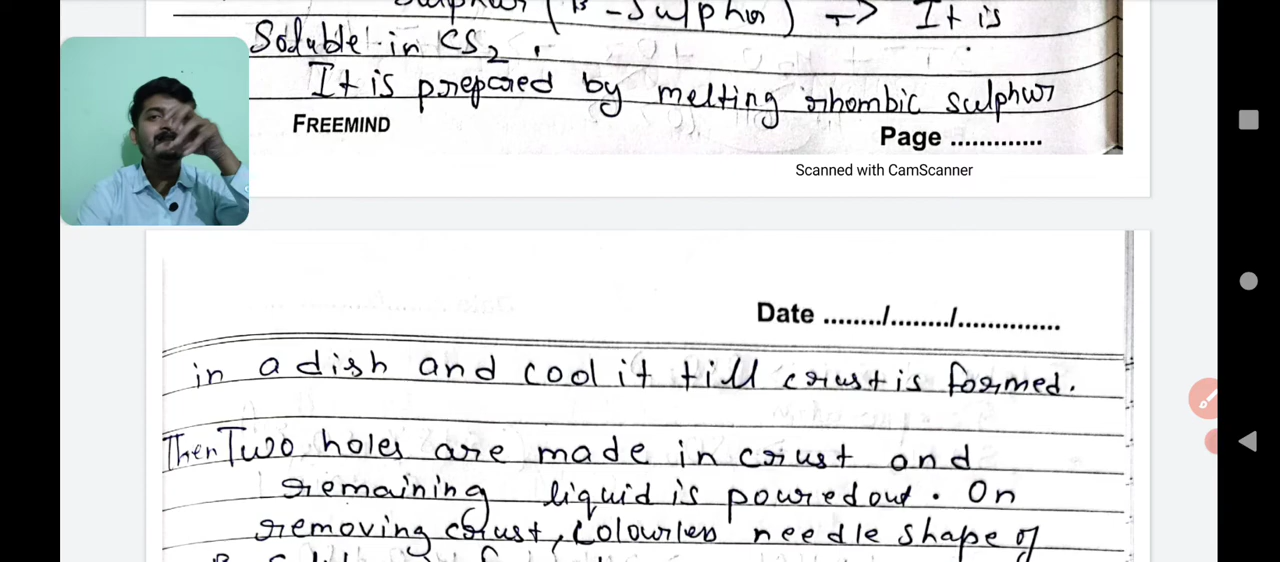 Sulphur (β-Sulphur) → It is
Soluble in CS2.
It is prepared by melting rhombic sulphur
FREEMIND
Page .............
Scanned with CamScanner
Date ......../......../..............
in a dish and cool it till crust is formed.
Then Two holes are made in crust and
remaining liquid is poured out. On
removing crust, Colourless needle shape of